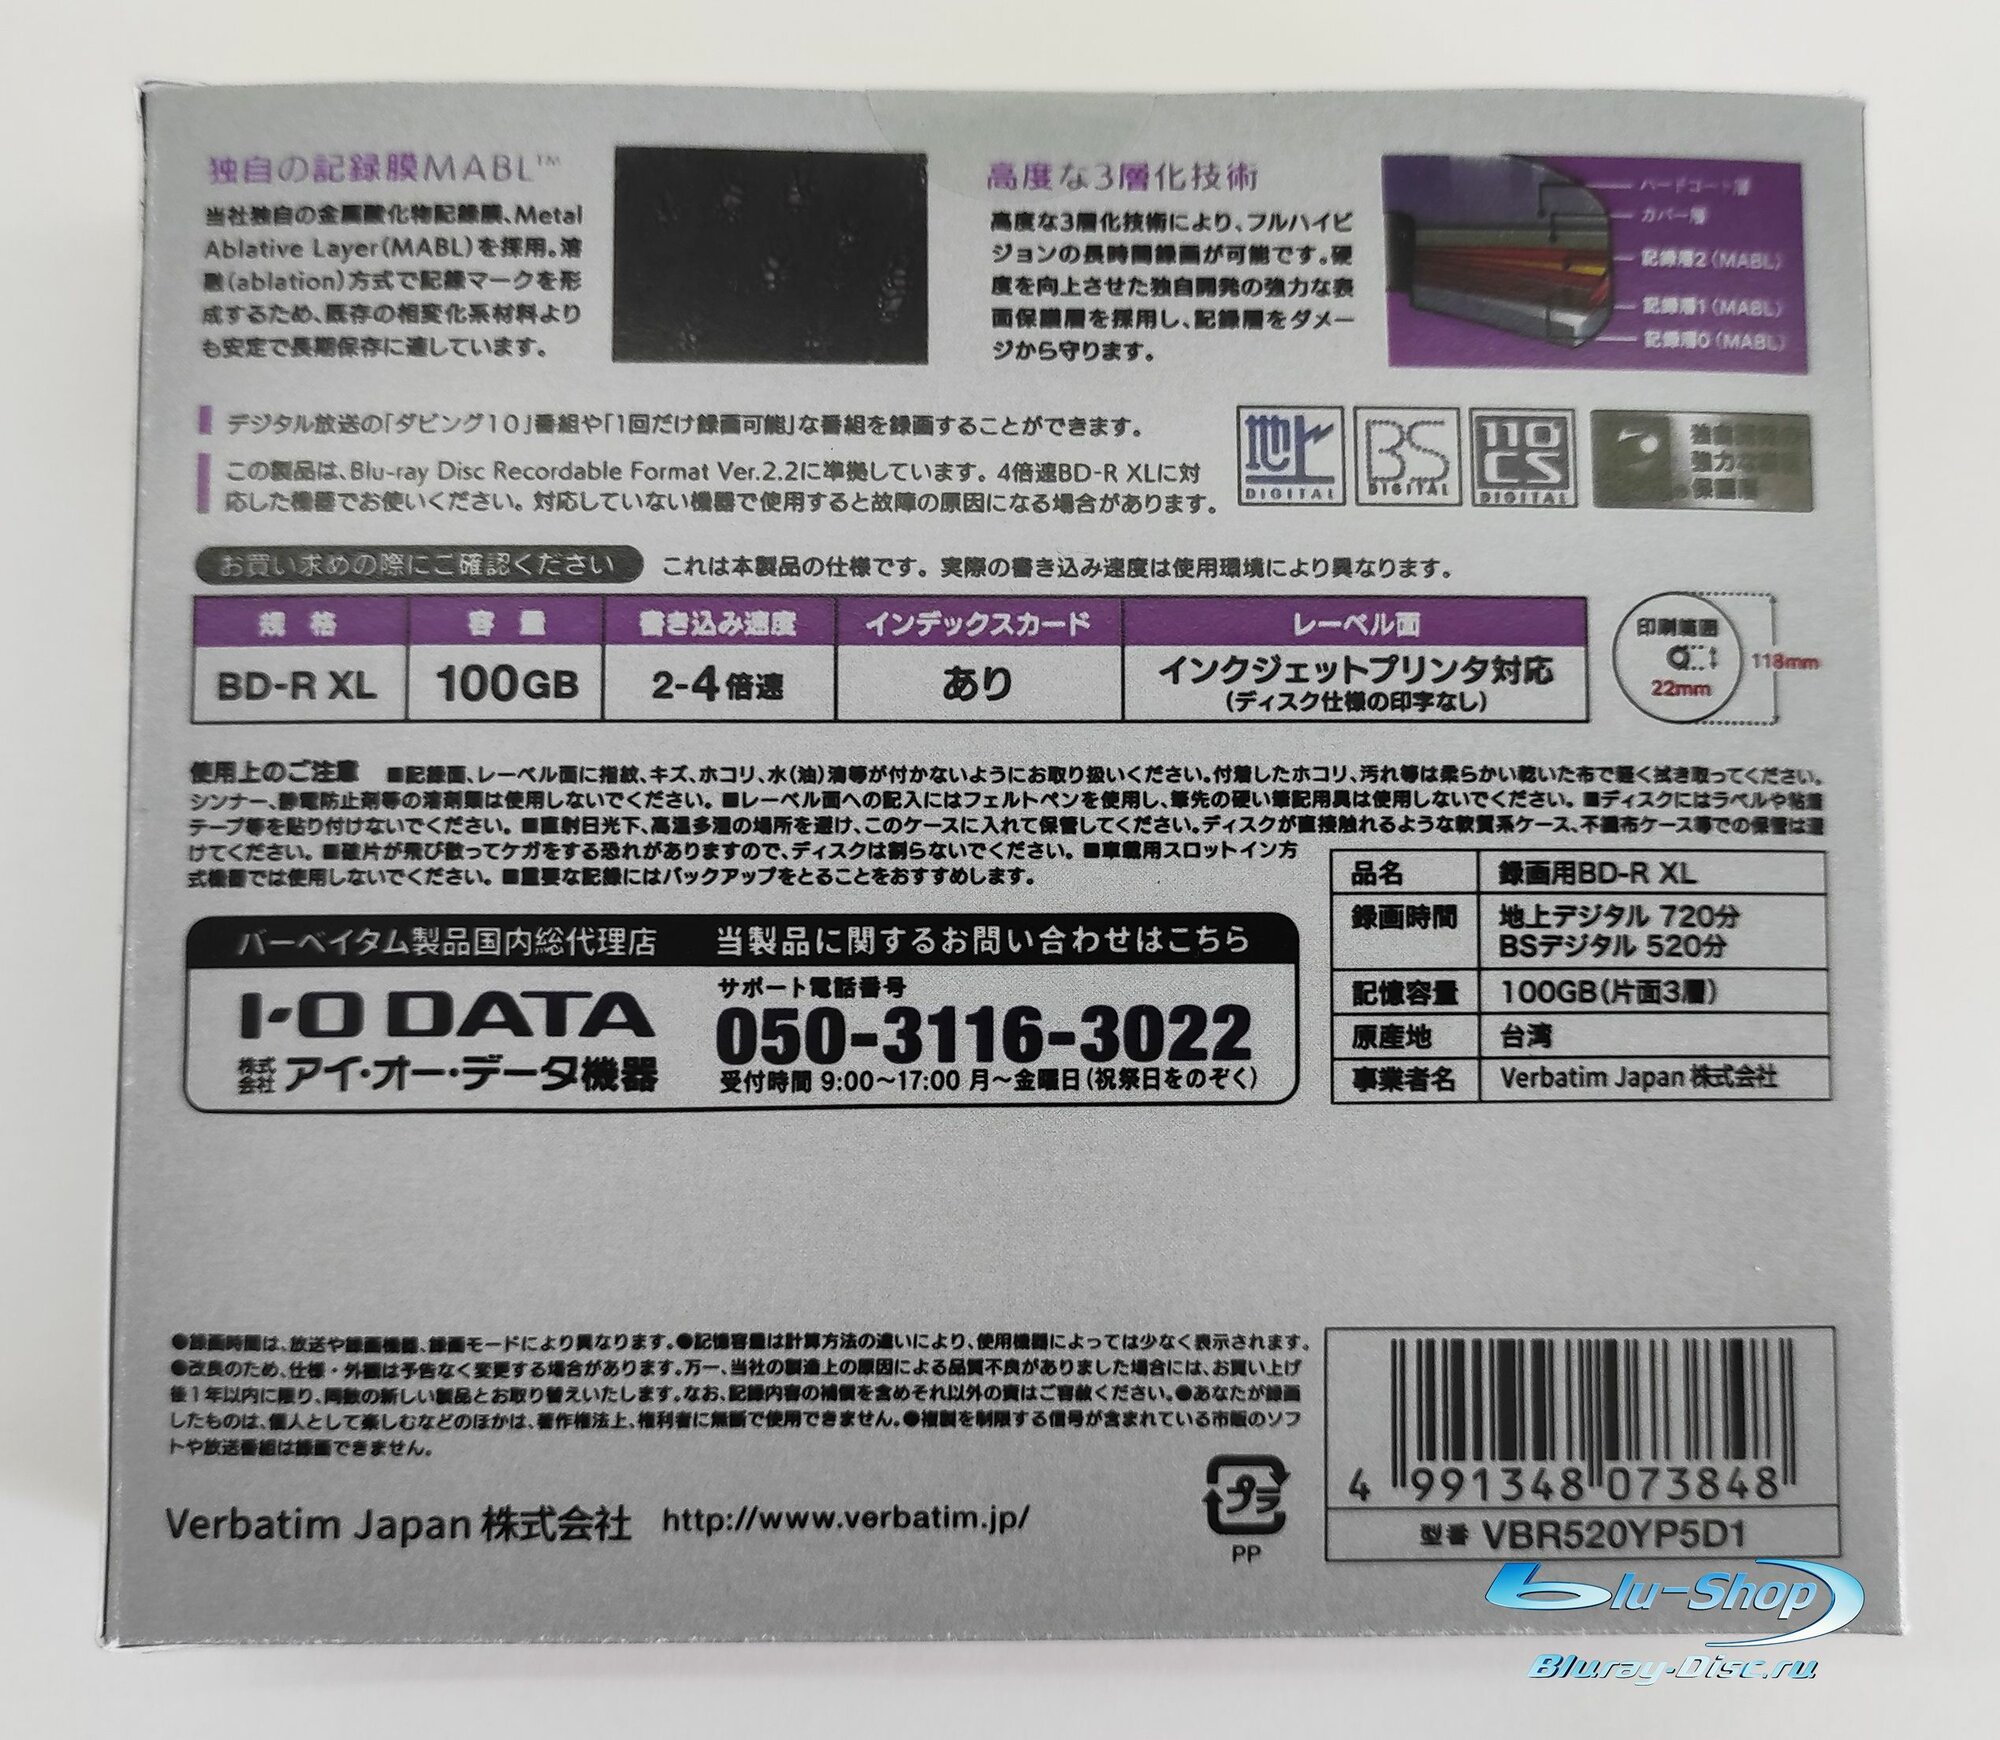 独自の記録膜MABL™
当社独自の金属酸化物記録膜、Metal
Ablative Layer(MABL)を採用。溶
融(ablation)方式で記録マークを形
成するため、既存の相変化系材料より
も安定で長期保存に適しています。
高度な3層化技術
高度な3層化技術により、フルハイビ
ジョンの長時間録画が可能です。硬
度を向上させた独自開発の強力な表
面保護層を採用し、記録層をダメー
ジから守ります。
ハードコート層
カバー層
記録層2(MABL)
記録層1(MABL)
記録層0(MABL)
デジタル放送の「ダビング10」番組や「1回だけ録画可能」な番組を録画することができます。
この製品は、Blu-ray Disc Recordable Format Ver.2.2に準拠しています。4倍速BD-R XLに対
応した機器でお使いください。対応していない機器で使用すると故障の原因になる場合があります。
地上 DIGITAL
BS DIGITAL
110 CS DIGITAL
独自開発の
強力な
保護層
お買い求めの際にご確認ください これは本製品の仕様です。実際の書き込み速度は使用環境により異なります。
規格 容量 書き込み速度 インデックスカード レーベル面
BD-R XL 100GB 2-4倍速 あり インクジェットプリンタ対応
(ディスク仕様の印字なし)
印刷範囲
118mm
22mm
使用上のご注意 ■記録面、レーベル面に指紋、キズ、ホコリ、水(油)滴等が付かないようにお取り扱いください。付着したホコリ、汚れ等は柔らかい乾いた布で軽く拭き取ってください。
シンナー、静電防止剤等の溶剤類は使用しないでください。■レーベル面への記入にはフェルトペンを使用し、筆先の硬い筆記用具は使用しないでください。■ディスクにはラベルや粘着
テープ等を貼り付けないでください。■直射日光下、高温多湿の場所を避け、このケースに入れて保管してください。ディスクが直接触れるような軟質系ケース、不織布ケース等での保管は避
けてください。■破片が飛び散ってケガをする恐れがありますので、ディスクは割らないでください。■車載用スロットイン方
式機器では使用しないでください。■重要な記録にはバックアップをとることをおすすめします。
品名 録画用BD-R XL
録画時間 地上デジタル 720分
BSデジタル 520分
記憶容量 100GB(片面3層)
原産地 台湾
事業者名 Verbatim Japan株式会社
バーベイタム製品国内総代理店 当製品に関するお問い合わせはこちら
I-O DATA
株式会社 アイ・オー・データ機器
サポート電話番号
050-3116-3022
受付時間 9:00～17:00 月～金曜日(祝祭日をのぞく)
●録画時間は、放送や録画機器、録画モードにより異なります。●記憶容量は計算方法の違いにより、使用機器によっては少なく表示されます。
●改良のため、仕様・外観は予告なく変更する場合があります。万一、当社の製造上の原因による品質不良がありました場合には、お買い上げ
後1年以内に限り、同数の新しい製品とお取り替えいたします。なお、記録内容の補償を含めそれ以外の責はご容赦ください。●あなたが録画
したものは、個人として楽しむなどのほかは、著作権法上、権利者に無断で使用できません。●複製を制限する信号が含まれている市販のソフ
トや放送番組は録画できません。
Verbatim Japan株式会社 http://www.verbatim.jp/
プラ
PP
4 991348 073848
型番 VBR520YP5D1
Blu-Shop
Bluray-Disc.ru